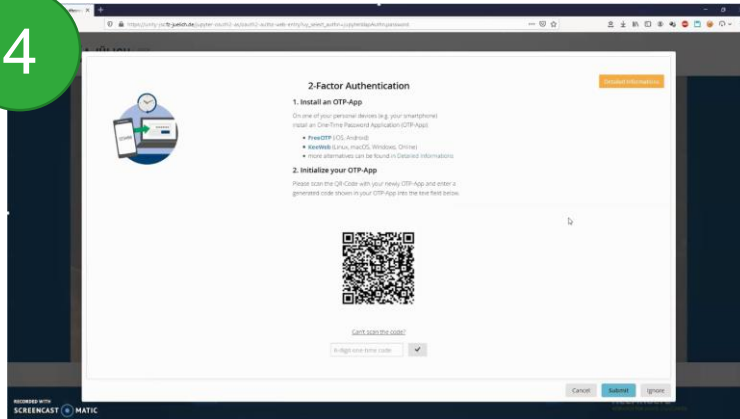 4
2-Factor Authentication
Detailed Informations
1. Install an OTP-App
On one of your personal devices (e.g. your smartphone)
install an One-Time Password Application (OTP-App)
FreeOTP (iOS, Android)
KeeWeb (Linux, macOS, Windows, Online)
more alternatives can be found in Detailed Informations
2. Initialize your OTP-App
Please scan the QR-Code with your newly OTP-App and enter a
generated code shown in your OTP-App into the text field below.
Can't scan the code?
6-digit one-time code
Cancel Submit Ignore
RECORDED WITH
SCREENCAST MATIC